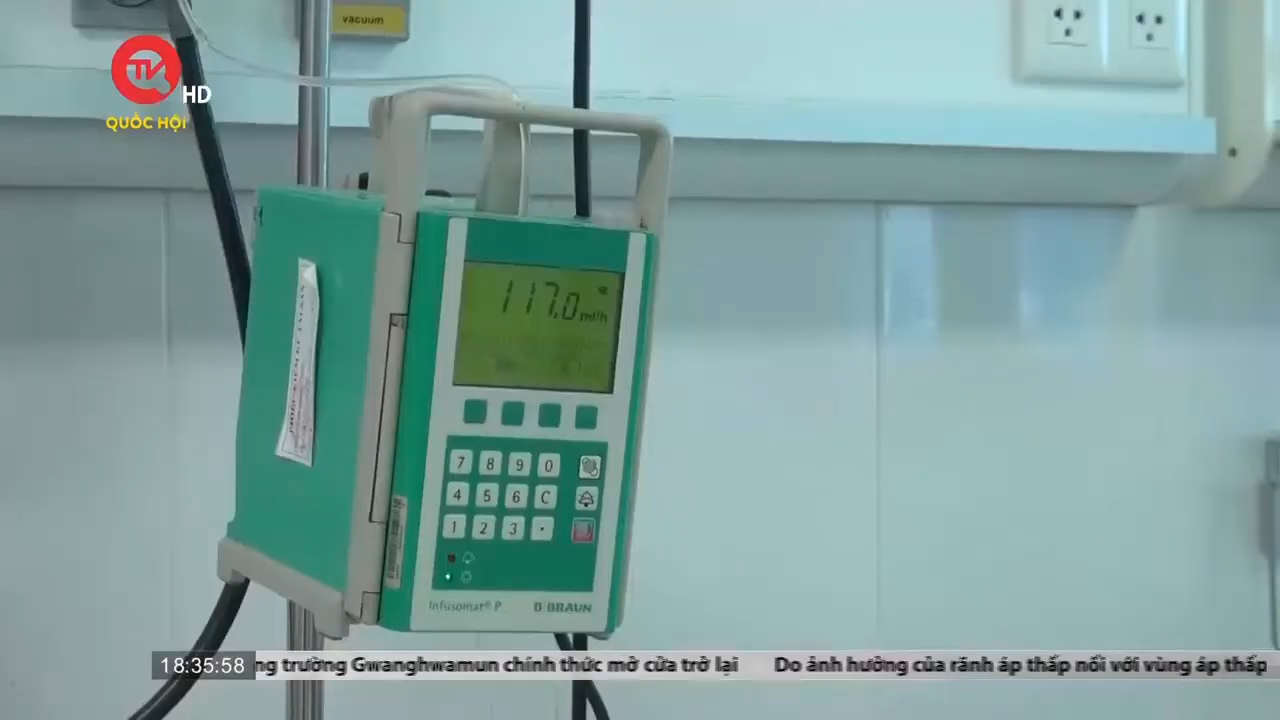 vacuum
TV
HD
QUỐC HỘI
117.0 ml/h
7 8 9 0
4 5 6 C
1 2 3 .
Infusomat® P
B BRAUN
18:35:58
ng trường Gwanghwamun chính thức mở cửa trở lại Do ảnh hưởng của rãnh áp thấp nối với vùng áp thấp